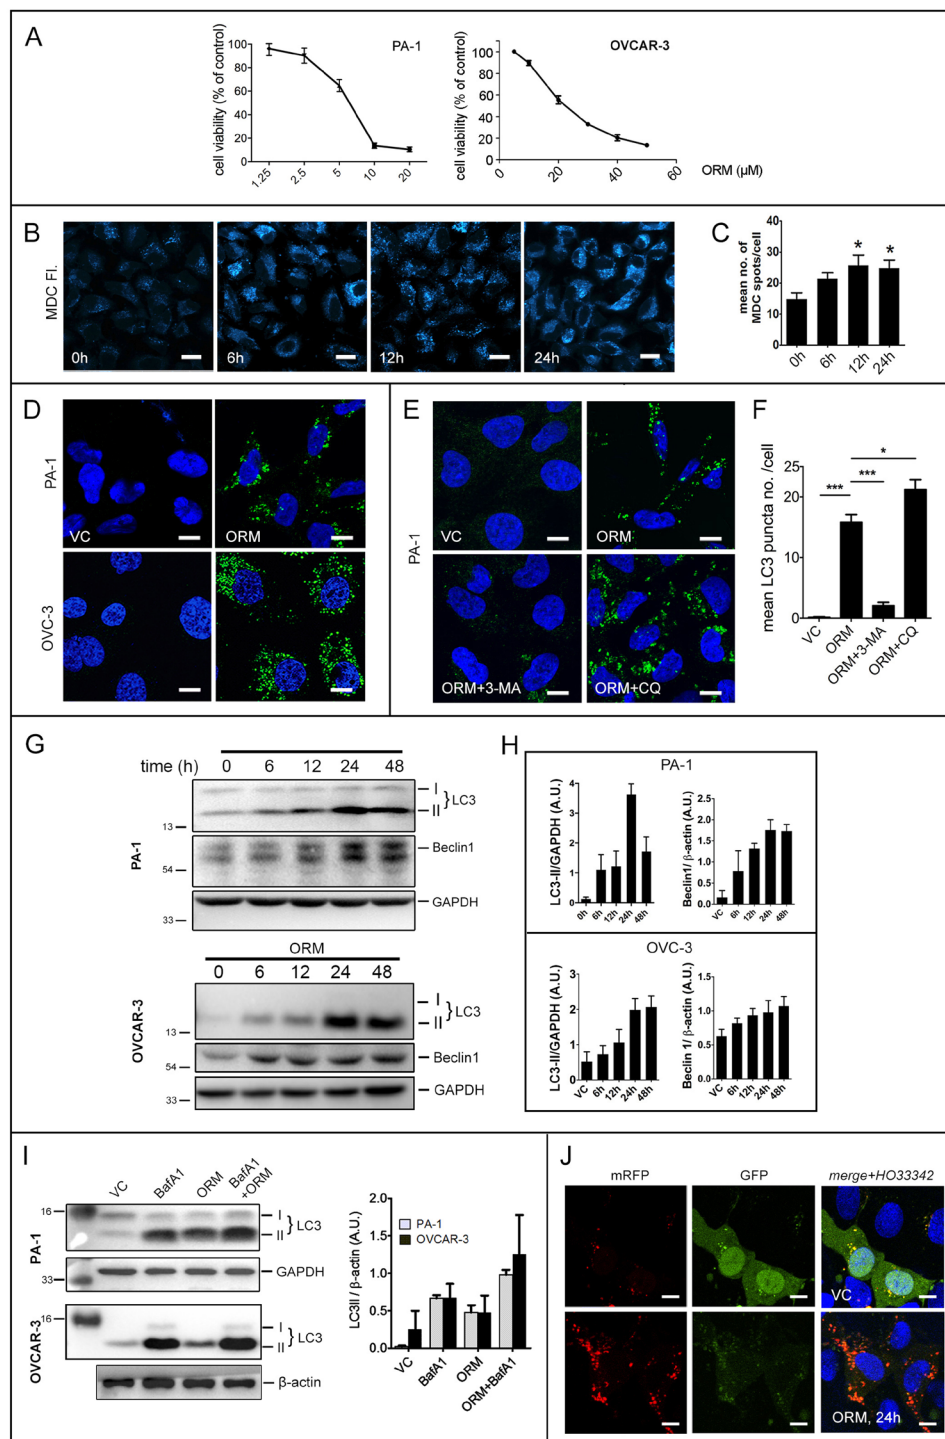 A
PA-1
cell viability (% of control)
100
80
60
40
20
0
1.25
2.5
5
10
20
OVCAR-3
cell viability (% of control)
100
80
60
40
20
0
0
20
40
60
ORM (µM)
B
MDC Fl.
0h
6h
12h
24h
C
mean no. of
MDC spots/cell
40
30
20
10
0
* *
0h
6h
12h
24h
D
PA-1
VC
ORM
OVC-3
E
PA-1
VC
ORM
ORM+3-MA
ORM+CQ
F
mean LC3 puncta no. /cell
25
20
10
0
*
*** ***
VC
ORM
ORM+3-MA
ORM+CQ
G
time (h) 0 6 12 24 48
PA-1
I
II
LC3
13
Beclin1
54
GAPDH
33
ORM
0 6 12 24 48
OVCAR-3
I
II
LC3
13
Beclin1
54
GAPDH
33
H
PA-1
LC3-II/GAPDH (A.U.)
4
3
2
1
0
0h
6h
12h
24h
48h
Beclin1/ β-actin (A.U.)
2.0
1.5
1.0
0.5
0.0
VC
6h
12h
24h
48h
OVC-3
LC3-II/GAPDH (A.U.)
3
2
1
0
VC
6h
12h
24h
48h
Beclin 1/ β-actin (A.U.)
1.5
1.0
0.5
0.0
VC
6h
12h
24h
48h
I
VC
BafA1
ORM
BafA1
+ORM
PA-1
16
I
II
LC3
GAPDH
33
OVCAR-3
16
I
II
LC3
β-actin
LC3II / β-actin (A.U.)
2.0
1.5
1.0
0.5
0.0
PA-1
OVCAR-3
VC
BafA1
ORM
ORM+BafA1
J
mRFP
GFP
merge+HO33342
VC
ORM, 24h